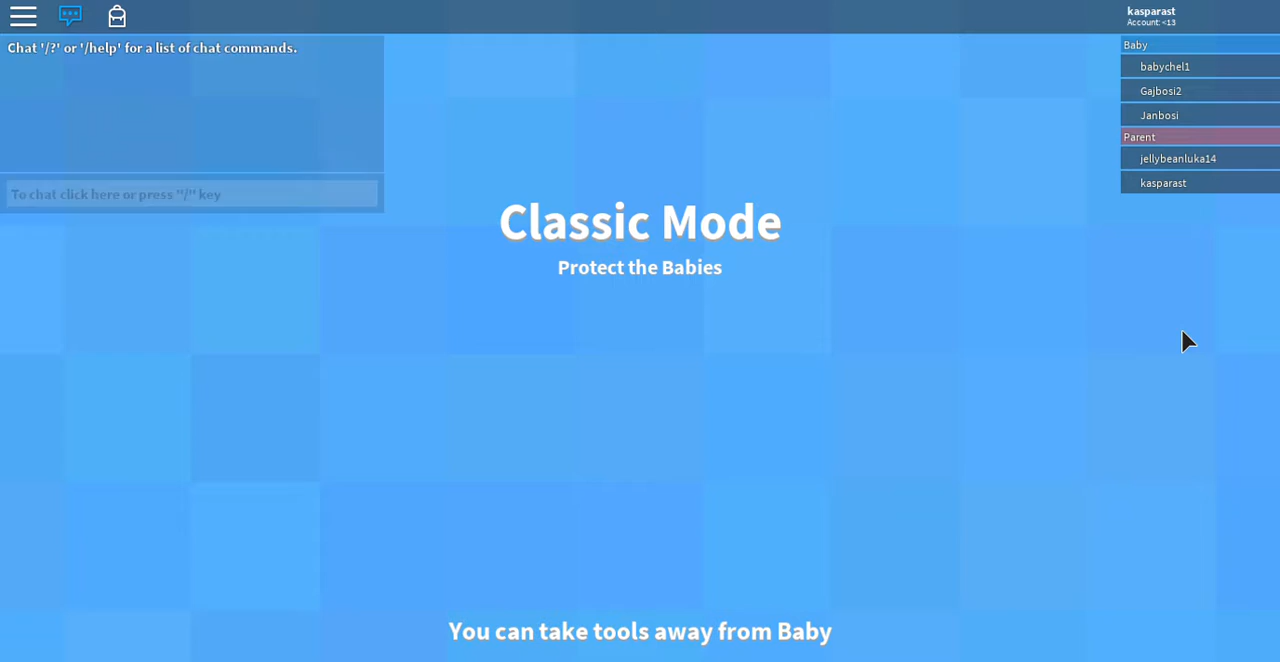 kasparast
Account: <13
Chat '/?' or '/help' for a list of chat commands.
To chat click here or press "/" key
Baby
babychel1
Gajbosi2
Janbosi
Parent
jellybeanluka14
kasparast
Classic Mode
Protect the Babies
You can take tools away from Baby